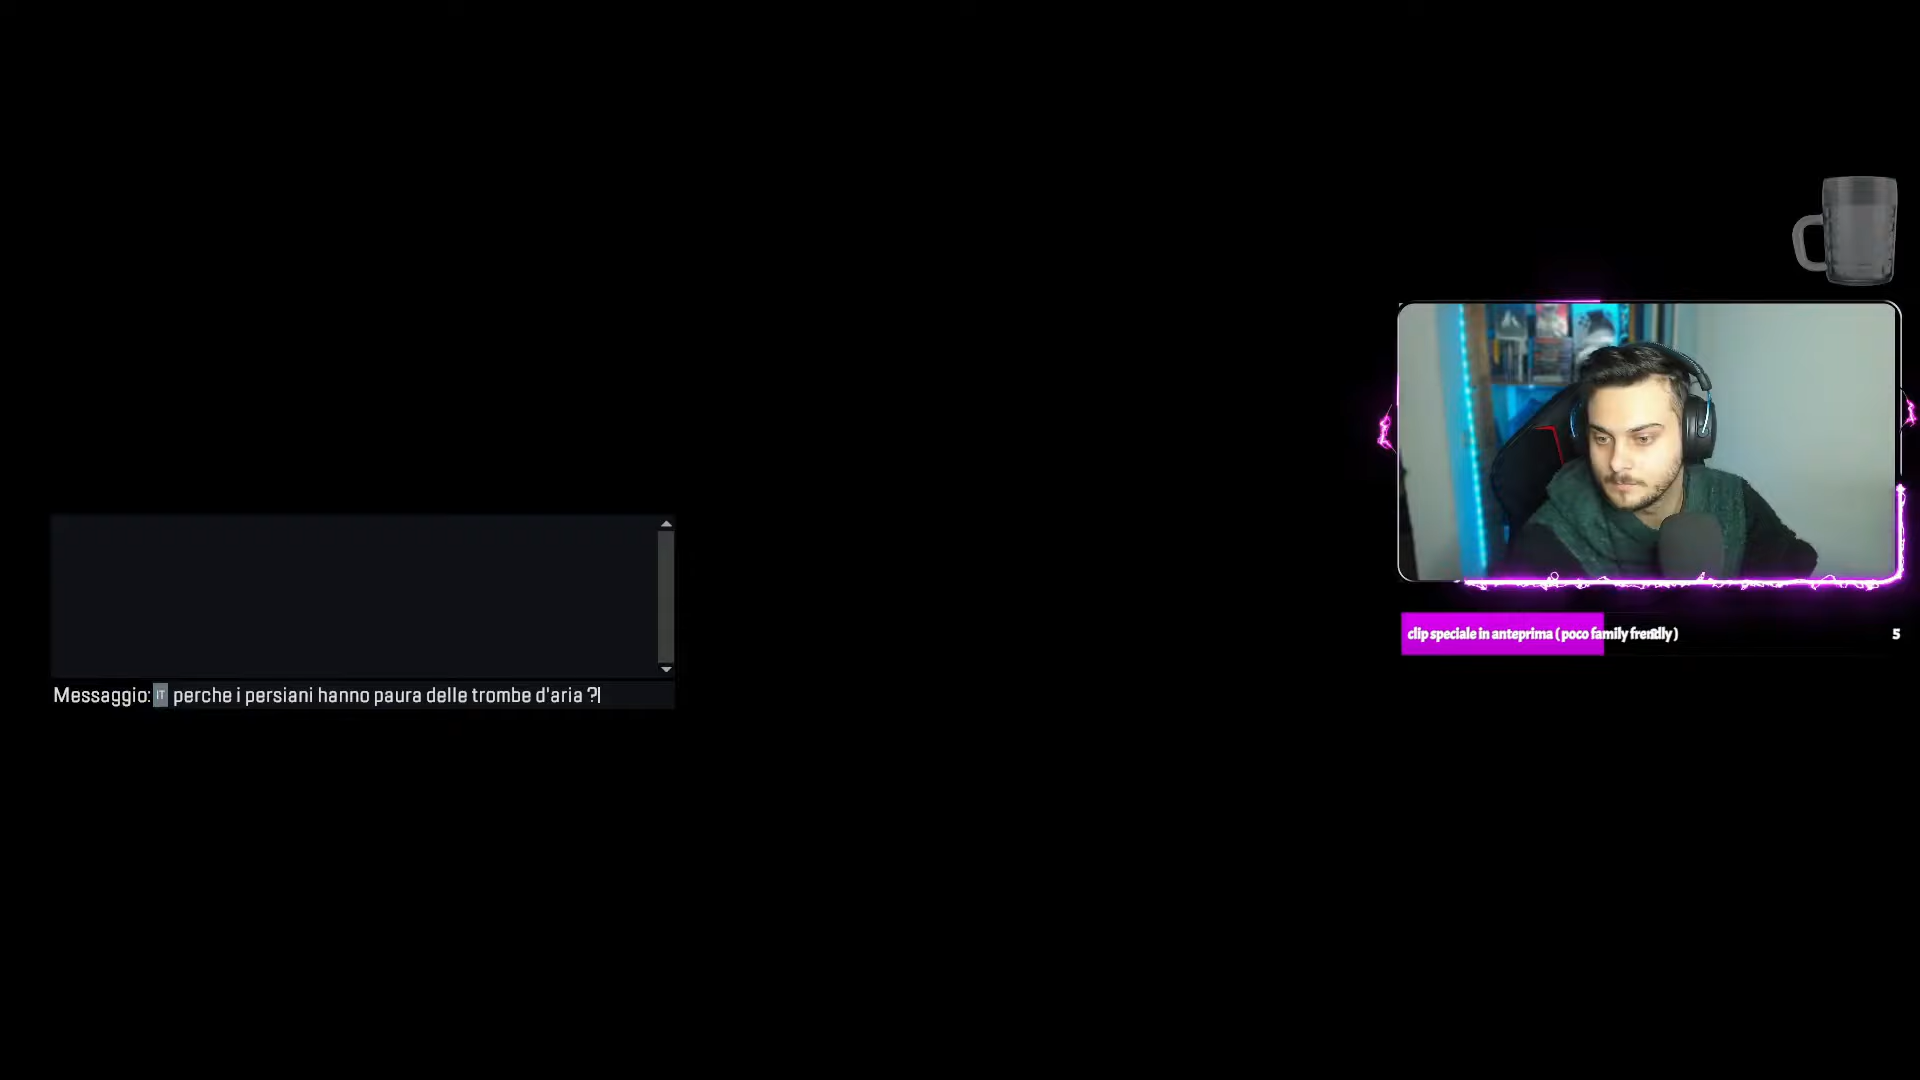 Messaggio: IT perche i persiani hanno paura delle trombe d'aria ?
clip speciale in anteprima ( poco family frendly )
5